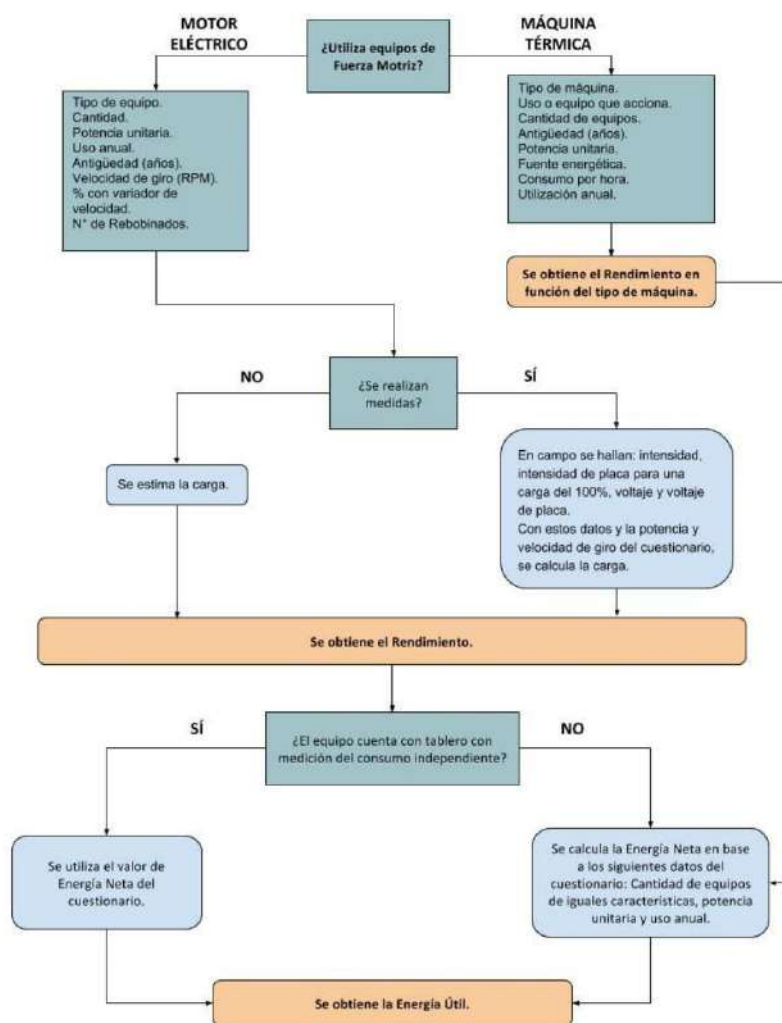 MOTOR
ELÉCTRICO
¿Utiliza equipos de
Fuerza Motriz?
MÁQUINA
TÉRMICA
Tipo de equipo.
Cantidad.
Potencia unitaria.
Uso anual.
Antigüedad (años).
Velocidad de giro (RPM).
% con variador de
velocidad.
N° de Rebobinados.
Tipo de máquina.
Uso o equipo que acciona.
Cantidad de equipos.
Antigüedad (años).
Potencia unitaria.
Fuente energética.
Consumo por hora.
Utilización anual.
Se obtiene el Rendimiento en
función del tipo de máquina.
NO
¿Se realizan
medidas?
SÍ
Se estima la carga.
En campo se hallan: intensidad,
intensidad de placa para una
carga del 100%, voltaje y voltaje
de placa.
Con estos datos y la potencia y
velocidad de giro del cuestionario,
se calcula la carga.
Se obtiene el Rendimiento.
SÍ
¿El equipo cuenta con tablero con
medición del consumo independiente?
NO
Se utiliza el valor de
Energía Neta del
cuestionario.
Se calcula la Energía Neta en base
a los siguientes datos del
cuestionario: Cantidad de equipos
de iguales características, potencia
unitaria y uso anual.
Se obtiene la Energía Útil.